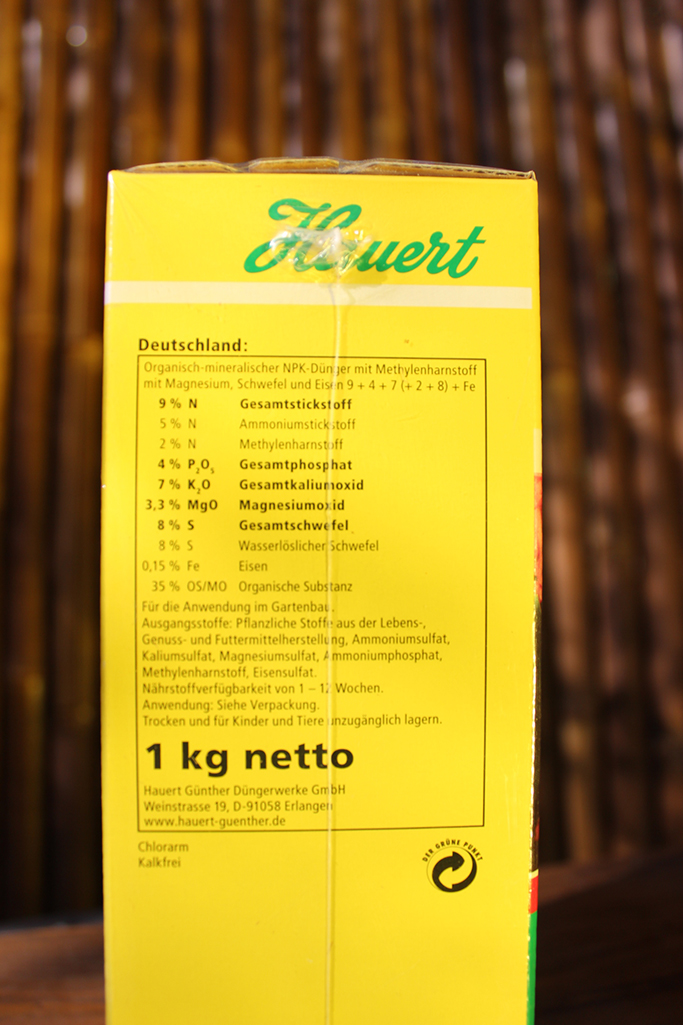 Hauert
Deutschland:
Organisch-mineralischer NPK-Dünger mit Methylenharnstoff
mit Magnesium, Schwefel und Eisen 9 + 4 + 7 (+ 2 + 8) + Fe
9 % N Gesamtstickstoff
5 % N Ammoniumstickstoff
2 % N Methylenharnstoff
4 % P₂O₅ Gesamtphosphat
7 % K₂O Gesamtkaliumoxid
3,3 % MgO Magnesiumoxid
8 % S Gesamtschwefel
8 % S Wasserlöslicher Schwefel
0,15 % Fe Eisen
35 % OS/MO Organische Substanz
Für die Anwendung im Gartenbau.
Ausgangsstoffe: Pflanzliche Stoffe aus der Lebens-,
Genuss- und Futtermittelherstellung, Ammoniumsulfat,
Kaliumsulfat, Magnesiumsulfat, Ammoniumphosphat,
Methylenharnstoff, Eisensulfat.
Nährstoffverfügbarkeit von 1 – 12 Wochen.
Anwendung: Siehe Verpackung.
Trocken und für Kinder und Tiere unzugänglich lagern.
1 kg netto
Hauert Günther Düngerwerke GmbH
Weinstrasse 19, D-91058 Erlangen
www.hauert-guenther.de
Chlorarm
Kalkfrei
DER GRÜNE PUNKT